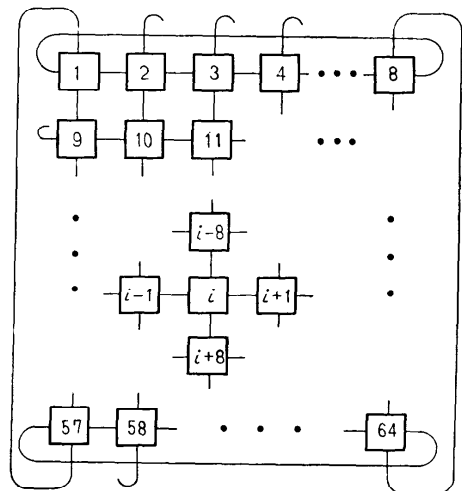 1 2 3 4 ••• 8
9 10 11 •••
i–8
i–1 i i+1
i+8
57 58 • • • 64